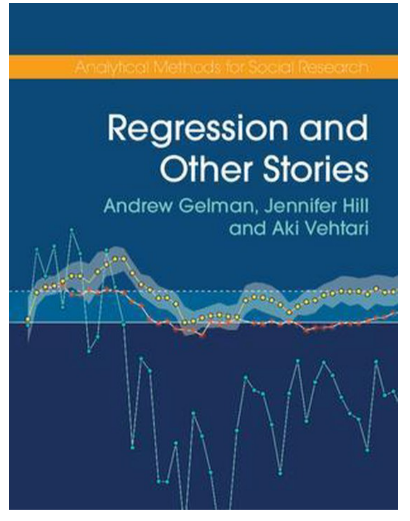 Analytical Methods for Social Research
Regression and
Other Stories
Andrew Gelman, Jennifer Hill
and Aki Vehtari